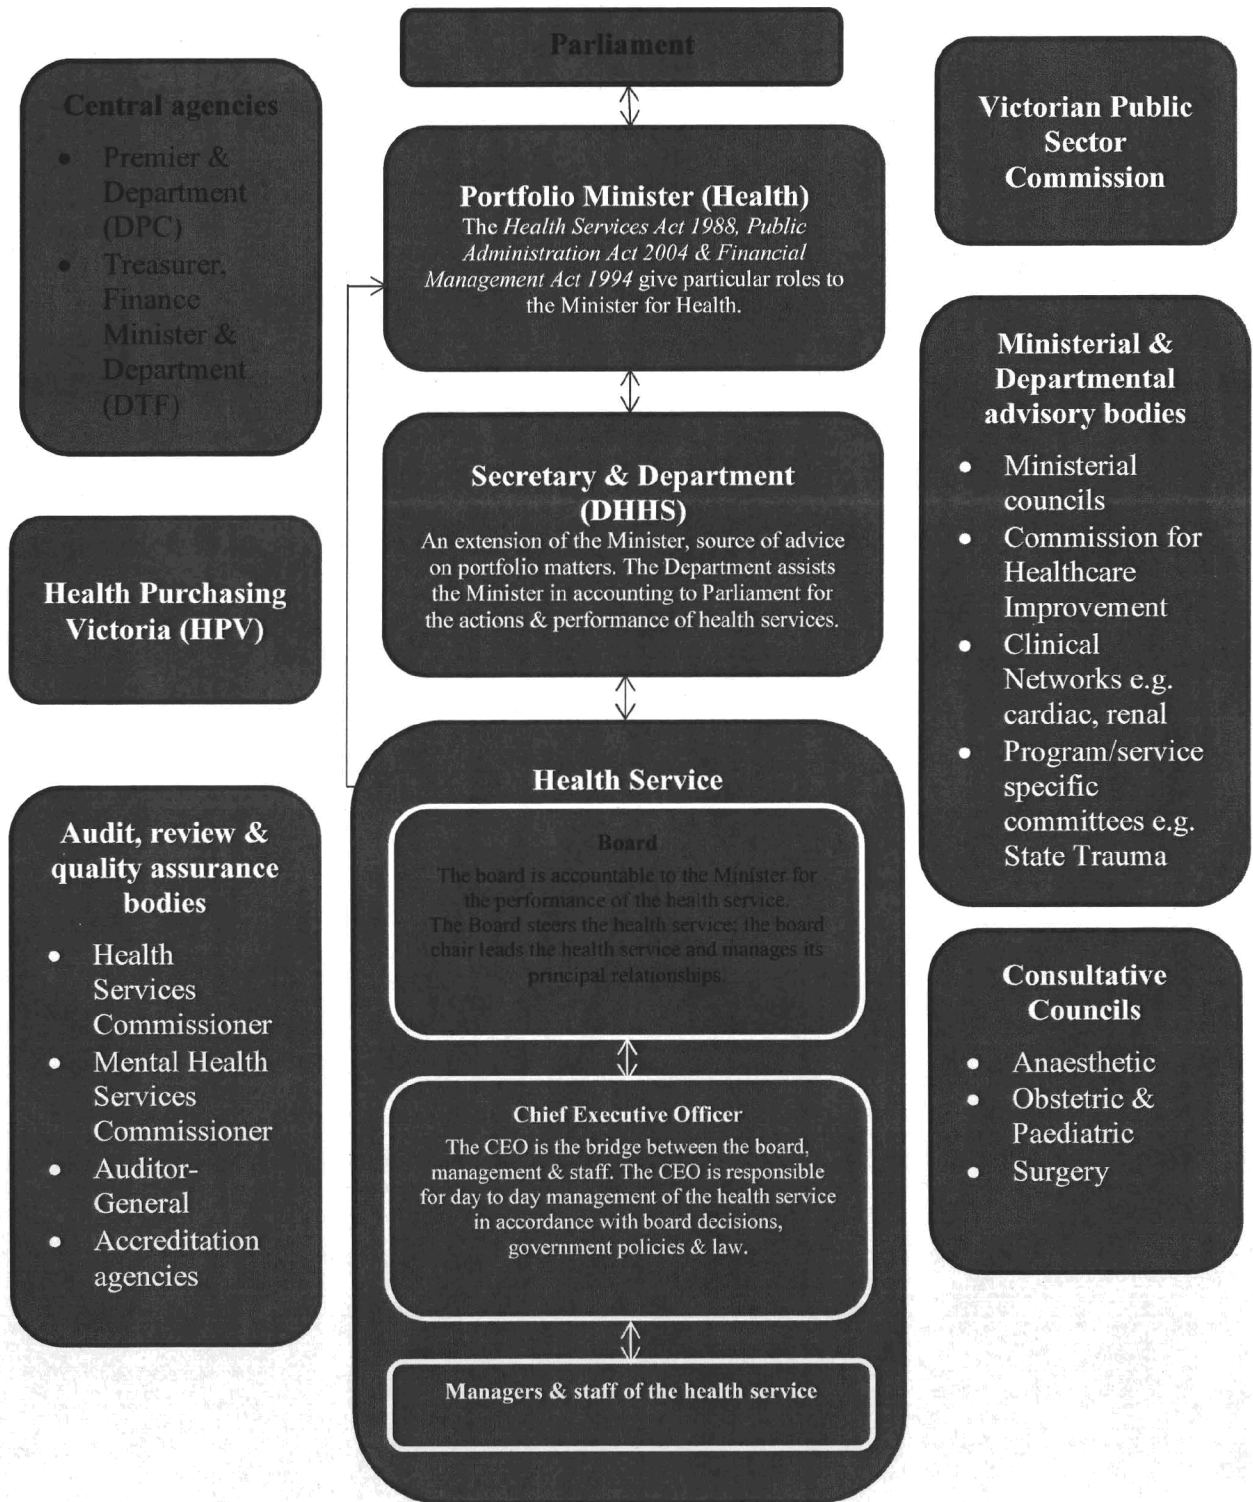 Parliament
Central agencies
• Premier &
Department
(DPC)
• Treasurer,
Finance
Minister &
Department
(DTF)
Health Purchasing
Victoria (HPV)
Audit, review &
quality assurance
bodies
• Health
Services
Commissioner
• Mental Health
Services
Commissioner
• Auditor-
General
• Accreditation
agencies
Portfolio Minister (Health)
The Health Services Act 1988, Public
Administration Act 2004 & Financial
Management Act 1994 give particular roles to
the Minister for Health.
Secretary & Department
(DHHS)
An extension of the Minister, source of advice
on portfolio matters. The Department assists
the Minister in accounting to Parliament for
the actions & performance of health services.
Health Service
Board
The board is accountable to the Minister for
the performance of the health service.
The Board steers the health service: the board
chair leads the health service and manages its
principal relationships.
Chief Executive Officer
The CEO is the bridge between the board,
management & staff. The CEO is responsible
for day to day management of the health service
in accordance with board decisions,
government policies & law.
Managers & staff of the health service
Victorian Public
Sector
Commission
Ministerial &
Departmental
advisory bodies
• Ministerial
councils
• Commission for
Healthcare
Improvement
• Clinical
Networks e.g.
cardiac, renal
• Program/service
specific
committees e.g.
State Trauma
Consultative
Councils
• Anaesthetic
• Obstetric &
Paediatric
• Surgery